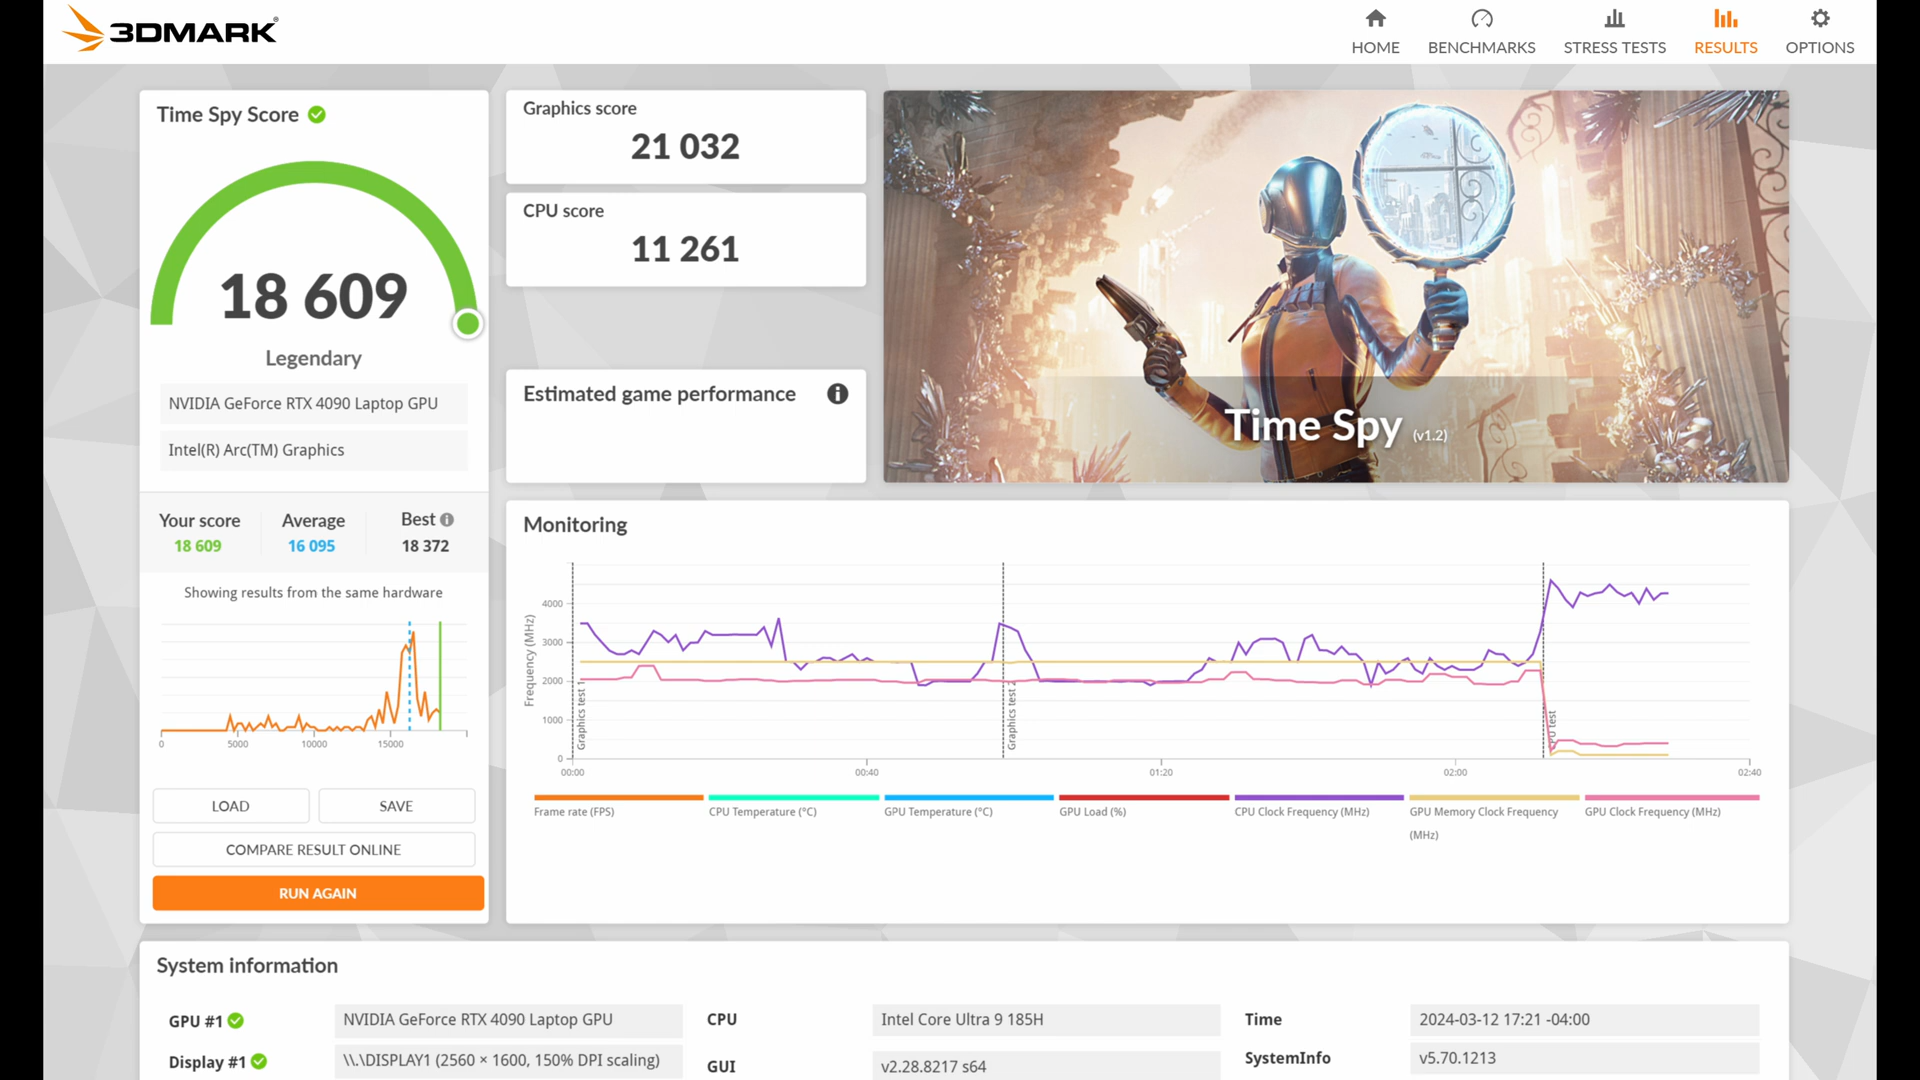 3DMARK
HOME
BENCHMARKS
STRESS TESTS
RESULTS
OPTIONS
Time Spy Score
18 609
Legendary
NVIDIA GeForce RTX 4090 Laptop GPU
Intel(R) Arc(TM) Graphics
Your score
18 609
Average
16 095
Best
18 372
Showing results from the same hardware
0
5000
10000
15000
LOAD
SAVE
COMPARE RESULT ONLINE
RUN AGAIN
Graphics score
21 032
CPU score
11 261
Estimated game performance
Time Spy (v1.2)
Monitoring
Frequency (MHz)
4000
3000
2000
1000
0
Graphics test
Graphics test 2
PU test
00:00
00:40
01:20
02:00
02:40
Frame rate (FPS)
CPU Temperature (°C)
GPU Temperature (°C)
GPU Load (%)
CPU Clock Frequency (MHz)
GPU Memory Clock Frequency
(MHz)
GPU Clock Frequency (MHz)
System information
GPU #1
NVIDIA GeForce RTX 4090 Laptop GPU
CPU
Intel Core Ultra 9 185H
Time
2024-03-12 17:21 -04:00
Display #1
\\.\DISPLAY1 (2560 × 1600, 150% DPI scaling)
GUI
v2.28.8217 s64
SystemInfo
v5.70.1213